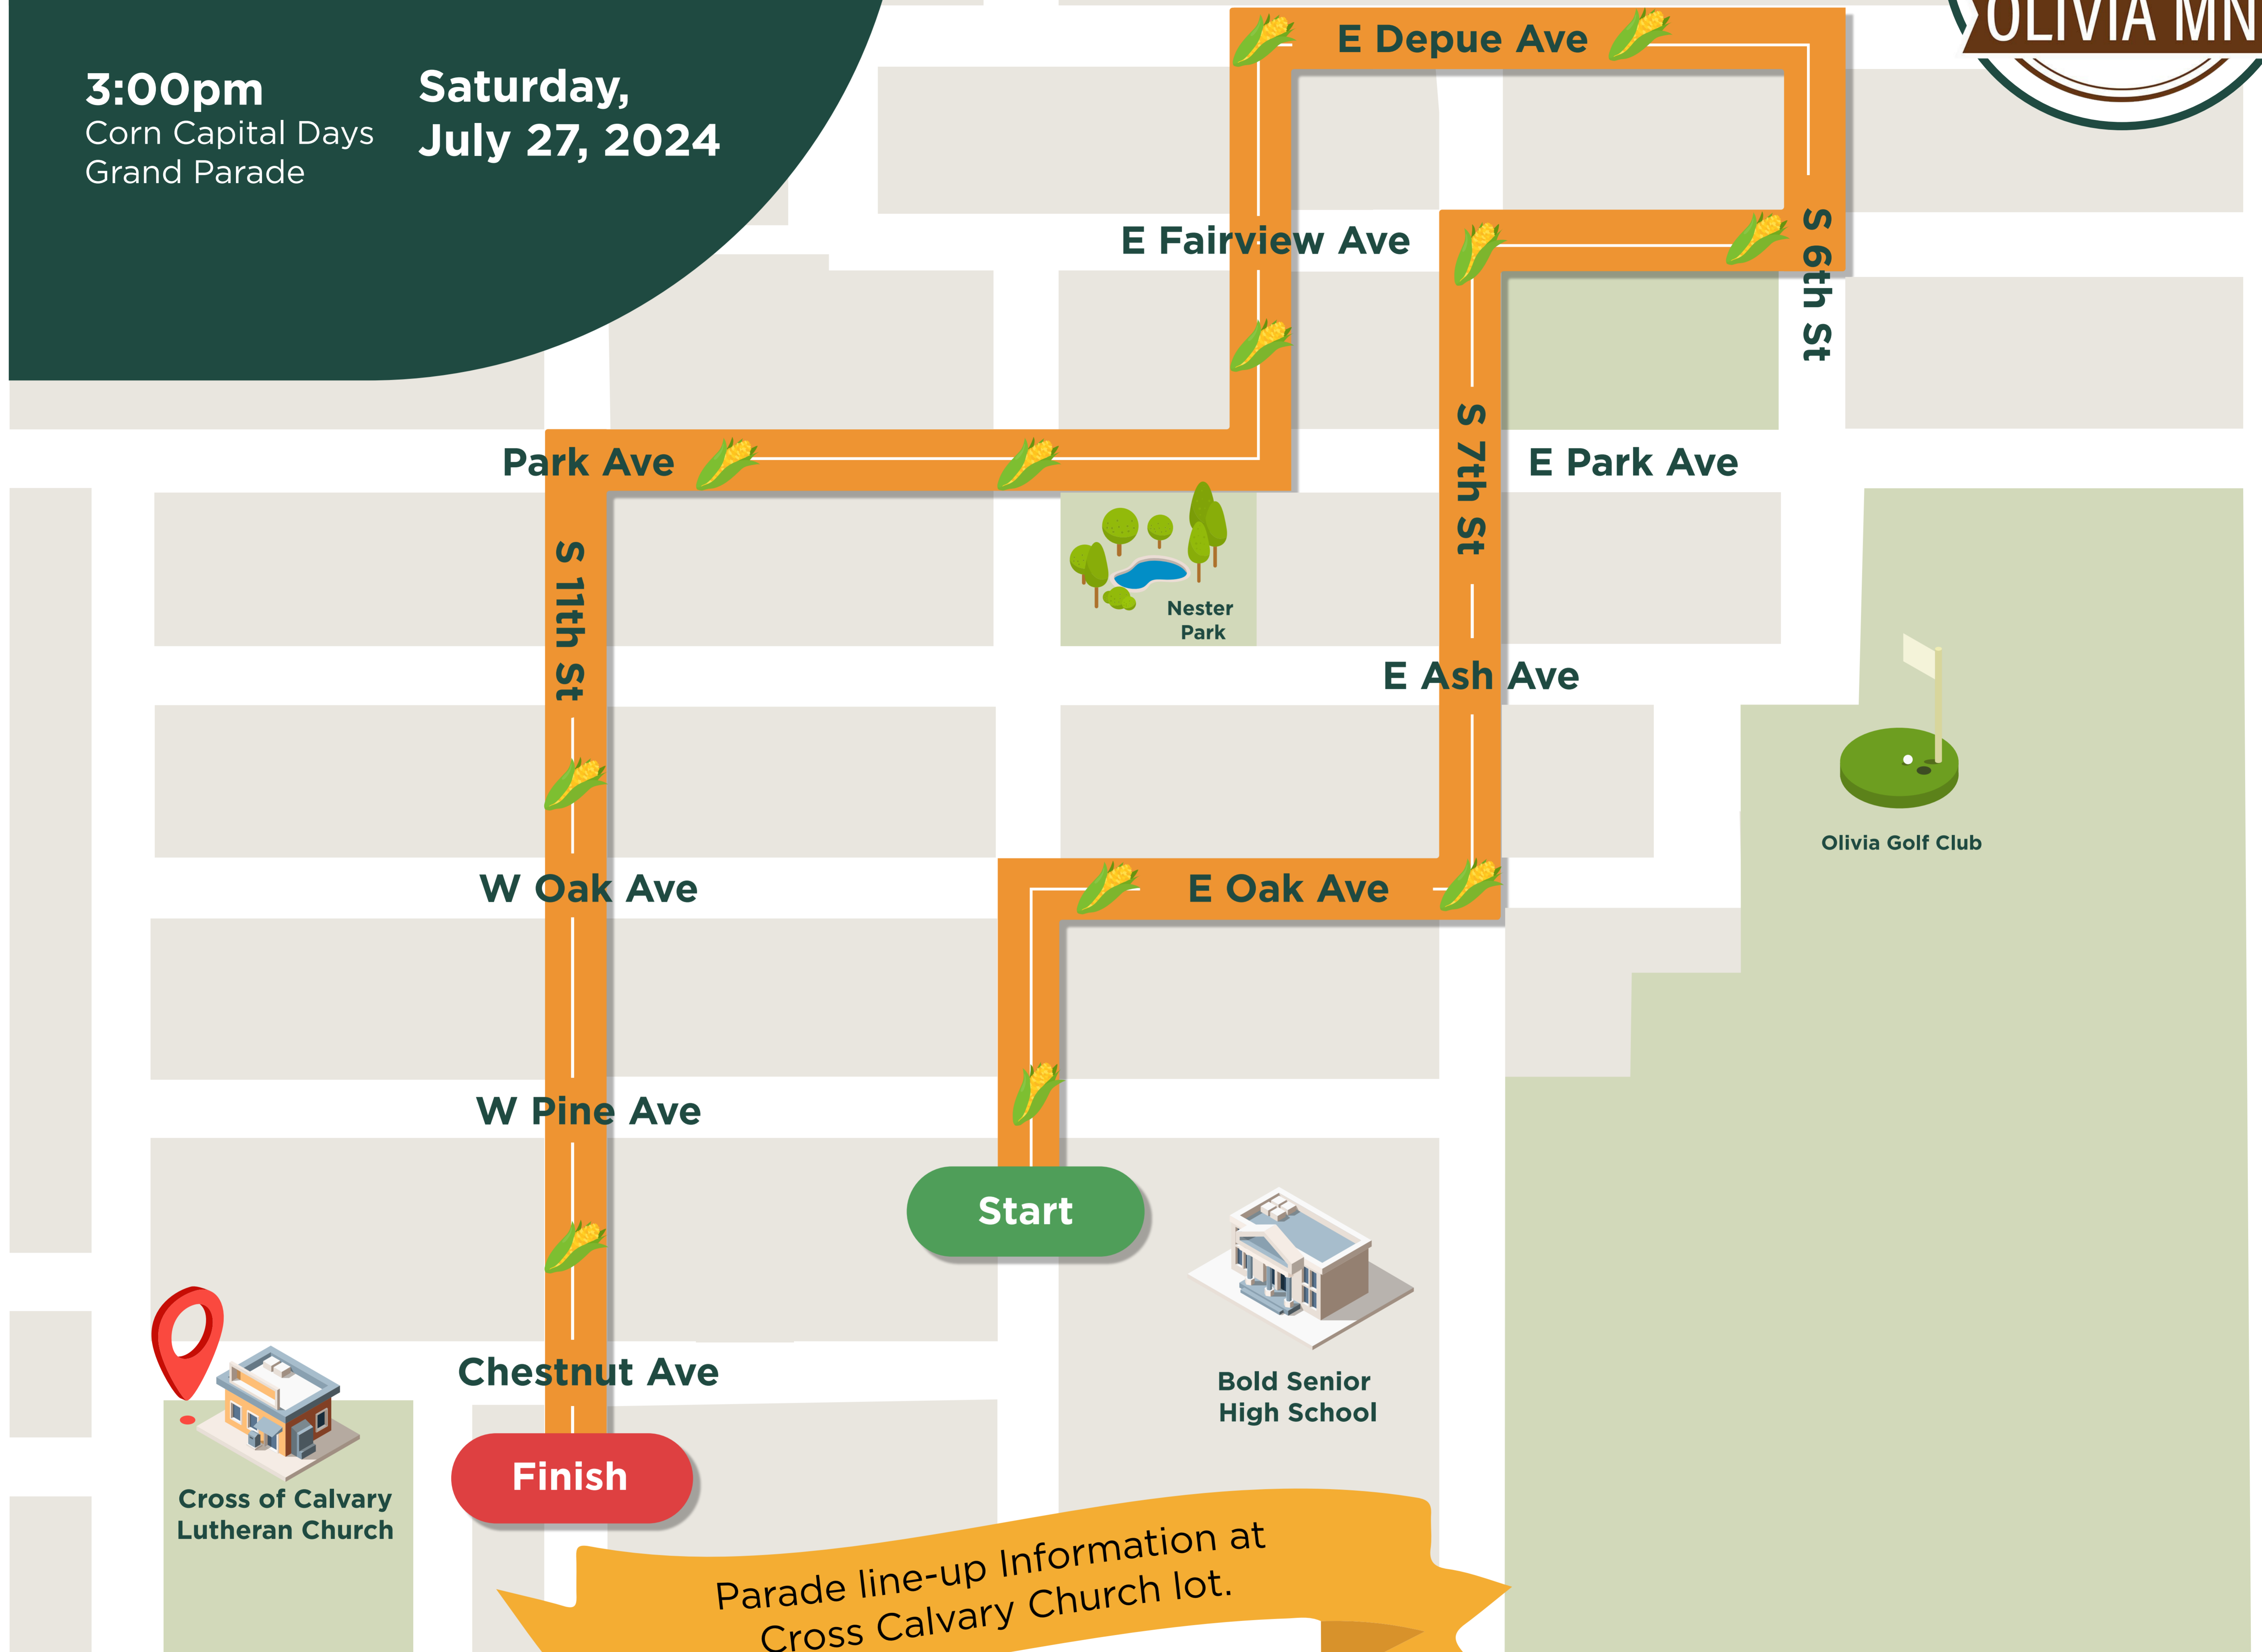 OLIVIA MN
3:00pm
Corn Capital Days
Grand Parade
Saturday,
July 27, 2024
E Depue Ave
E Fairview Ave
S 6th St
Park Ave
S 7th St
E Park Ave
S 11th St
Nester
Park
E Ash Ave
Olivia Golf Club
W Oak Ave
E Oak Ave
W Pine Ave
Start
Chestnut Ave
Bold Senior
High School
Finish
Cross of Calvary
Lutheran Church
Parade line-up Information at
Cross Calvary Church lot.